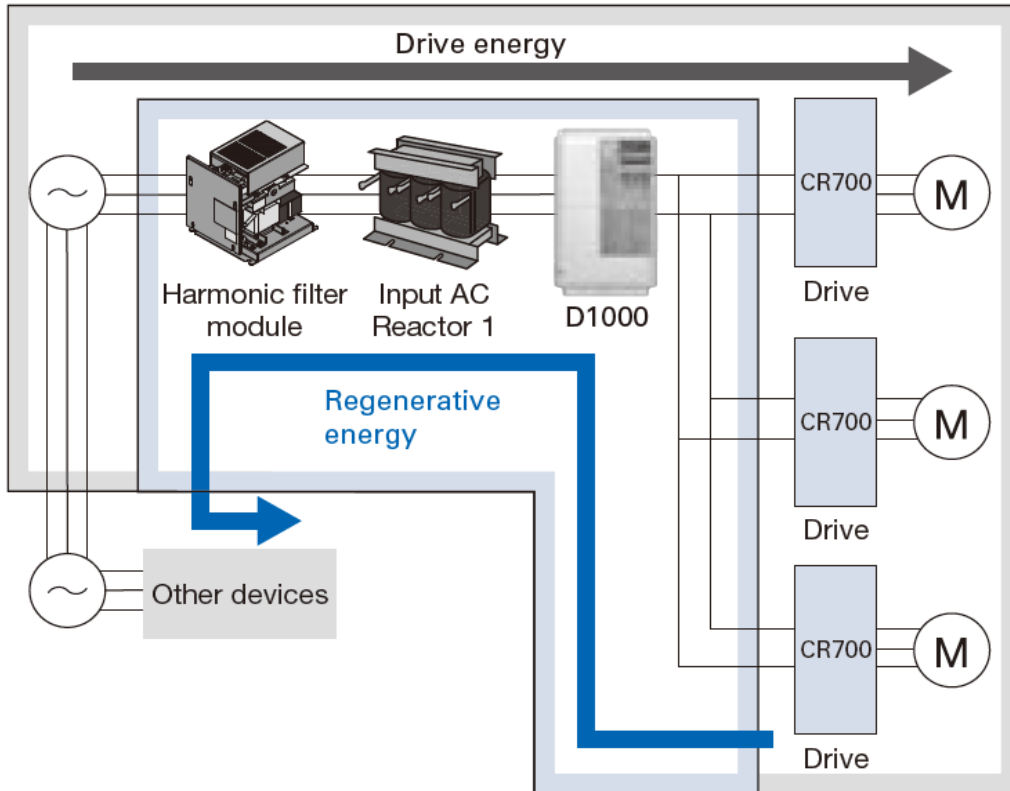 Drive energy
CR700
M
Drive
Harmonic filter
module
Input AC
Reactor 1
D1000
Regenerative
energy
CR700
M
Drive
Other devices
CR700
M
Drive